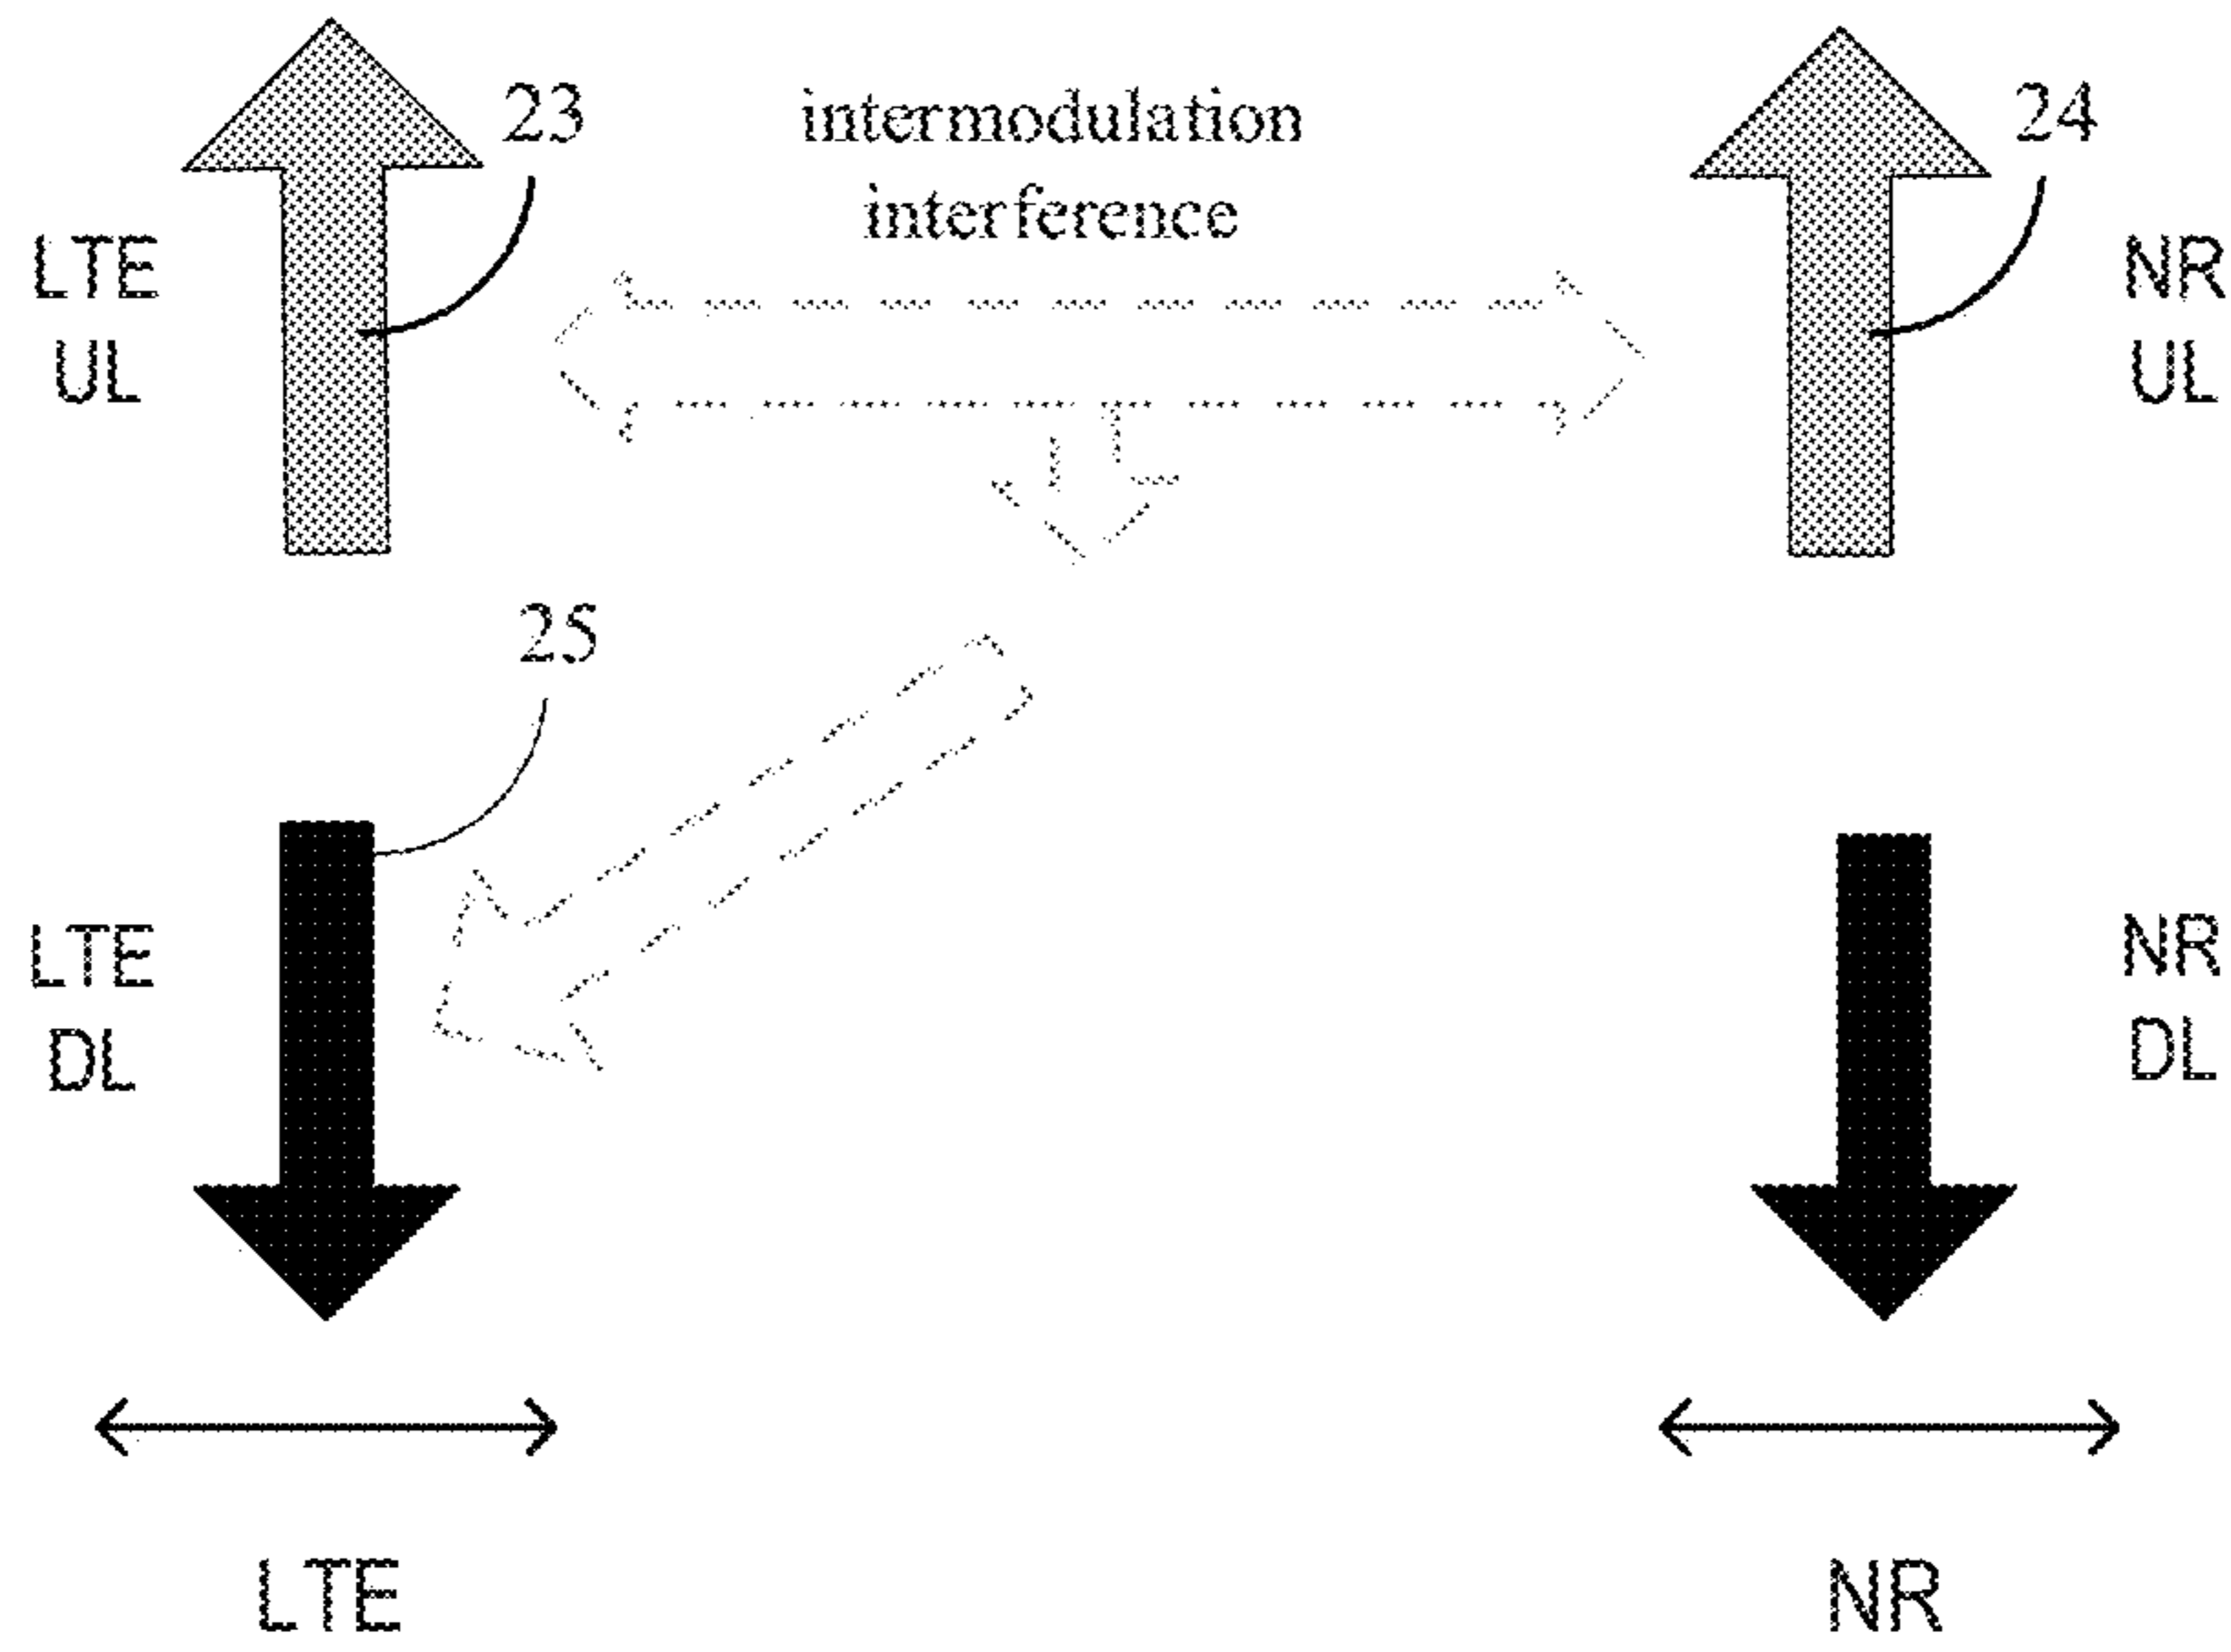 23
intermodulation
interference
24
LTE
UL
NR
UL
25
LTE
DL
NR
DL
LTE
NR